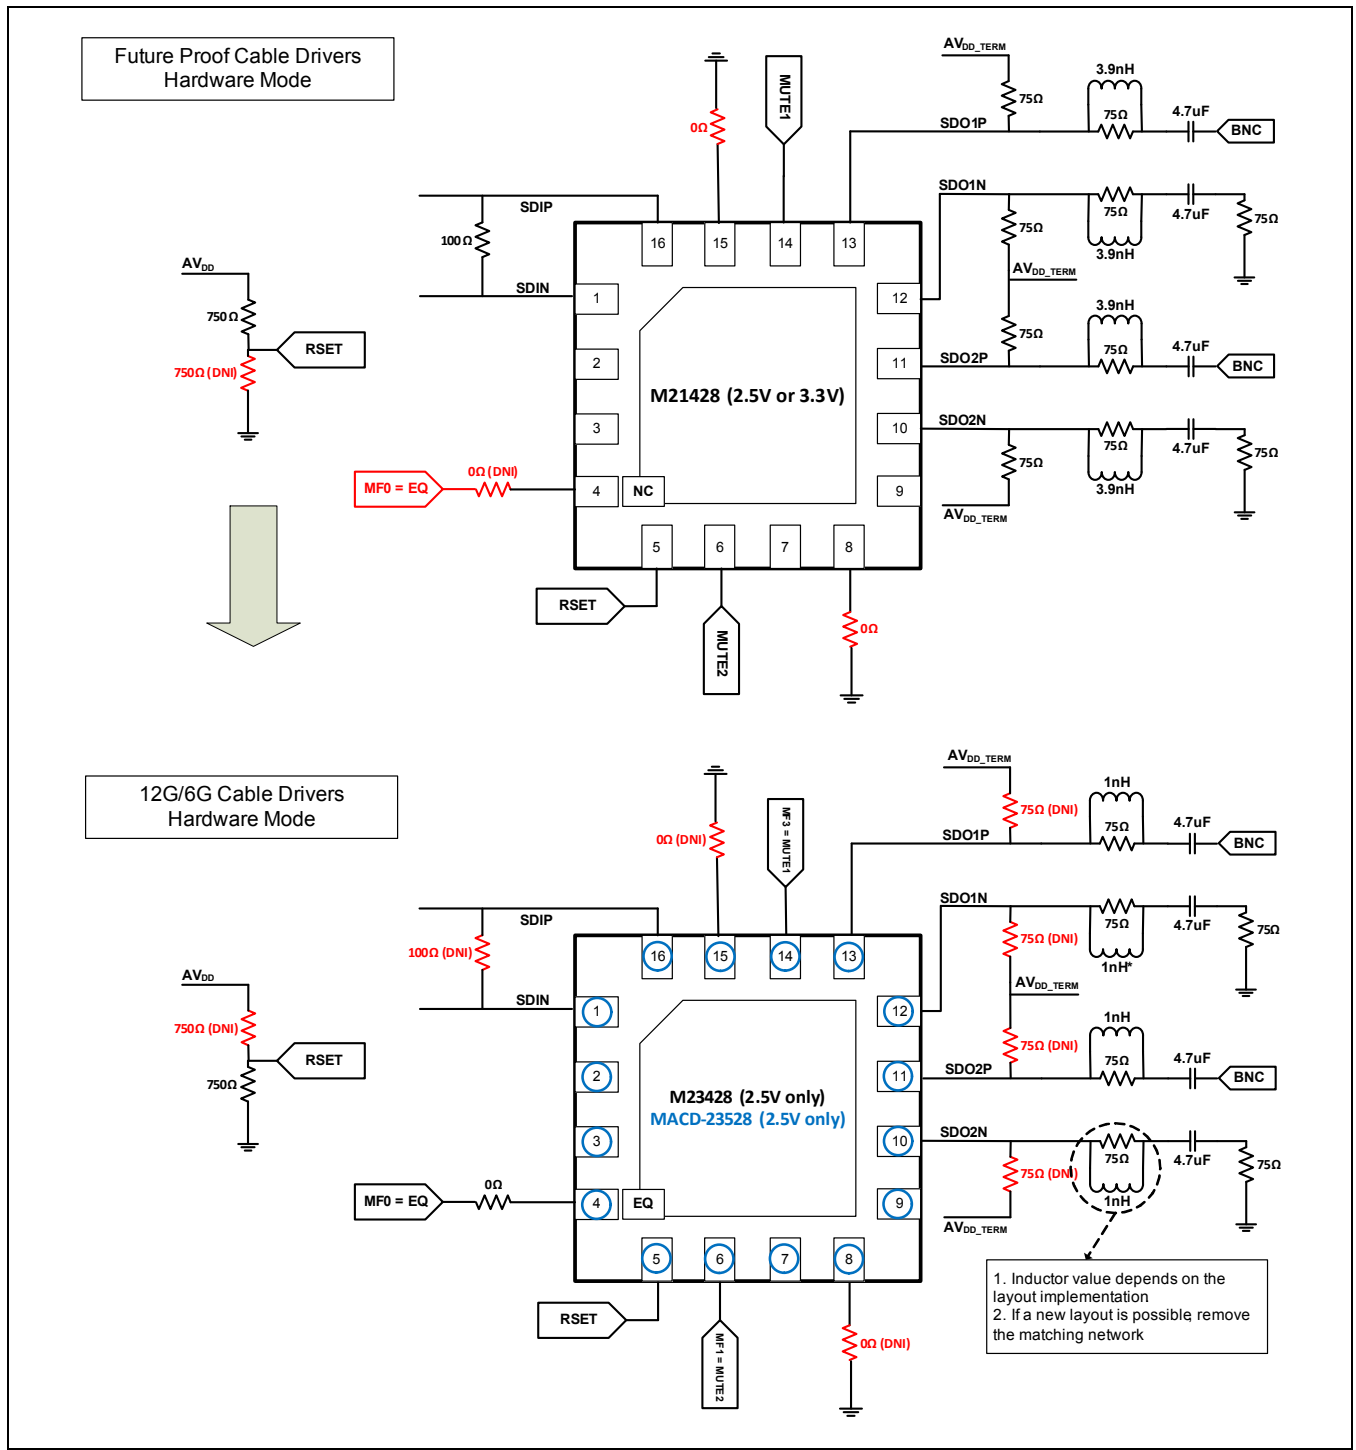 Future Proof Cable Drivers
Hardware Mode
AVDD_TERM
75Ω
3.9nH
75Ω
4.7uF
BNC
SDO1P
MUTE1
0Ω
SDIP
100Ω
SDIN
AVDD
750Ω
RSET
750Ω (DNI)
16
15
14
13
1
2
3
4
NC
12
11
10
9
5
6
7
8
M21428 (2.5V or 3.3V)
MF0 = EQ
0Ω (DNI)
RSET
MUTE2
0Ω
SDO1N
75Ω
75Ω
3.9nH
4.7uF
75Ω
AVDD_TERM
75Ω
SDO2P
3.9nH
75Ω
4.7uF
BNC
SDO2N
75Ω
75Ω
3.9nH
4.7uF
75Ω
AVDD_TERM
12G/6G Cable Drivers
Hardware Mode
AVDD_TERM
75Ω (DNI)
1nH
75Ω
4.7uF
BNC
SDO1P
MF3 = MUTE1
0Ω (DNI)
SDIP
100Ω (DNI)
SDIN
AVDD
750Ω (DNI)
RSET
750Ω
16
15
14
13
1
2
3
4
EQ
12
11
10
9
5
6
7
8
M23428 (2.5V only)
MACD-23528 (2.5V only)
MF0 = EQ
0Ω
RSET
MF1 = MUTE2
0Ω (DNI)
SDO1N
75Ω (DNI)
75Ω
1nH*
4.7uF
75Ω
AVDD_TERM
75Ω (DNI)
SDO2P
1nH
75Ω
4.7uF
BNC
SDO2N
75Ω (DNI)
75Ω
1nH
4.7uF
75Ω
AVDD_TERM
1. Inductor value depends on the
layout implementation
2. If a new layout is possible, remove
the matching network